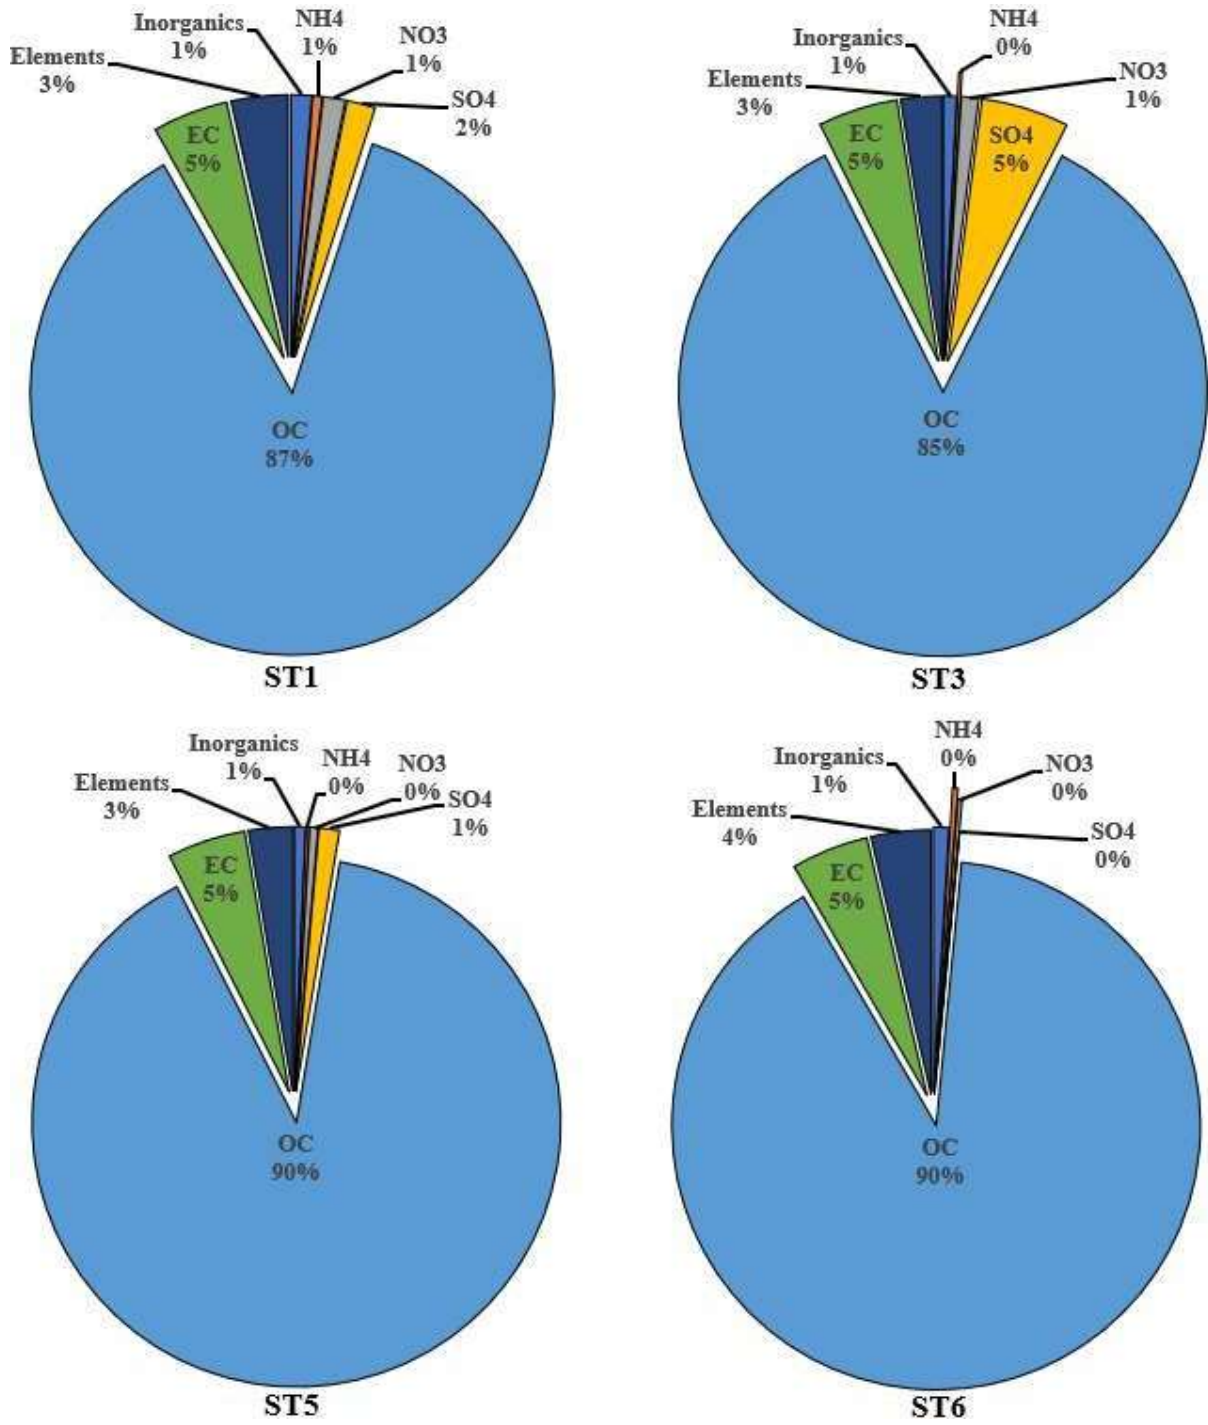 Inorganics
1%
NH4
1%
NO3
1%
Elements
3%
SO4
2%
EC
5%
OC
87%
ST1
Inorganics
1%
NH4
0%
NO3
1%
Elements
3%
EC
5%
SO4
5%
OC
85%
ST3
Inorganics
1%
NH4
0%
NO3
0%
Elements
3%
SO4
1%
EC
5%
OC
90%
ST5
NH4
0%
Inorganics
1%
NO3
0%
Elements
4%
SO4
0%
EC
5%
OC
90%
ST6